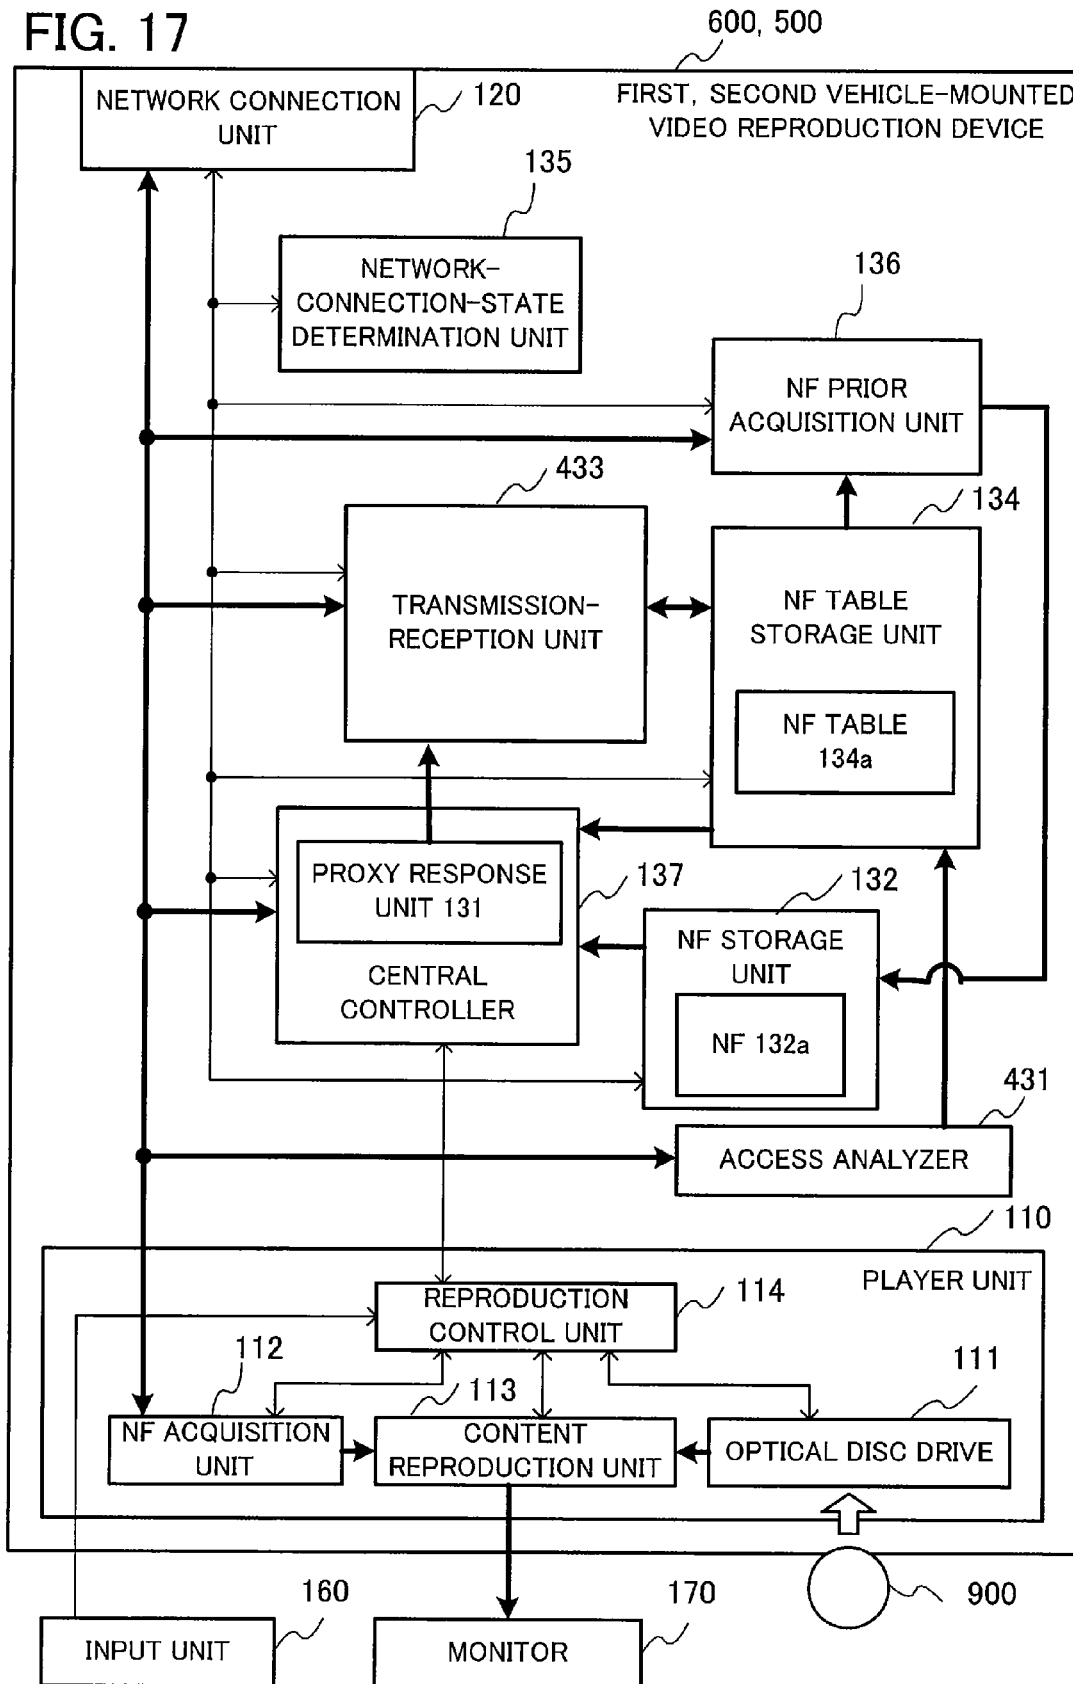 FIG. 17
600, 500
NETWORK CONNECTION
UNIT
120
FIRST, SECOND VEHICLE-MOUNTED
VIDEO REPRODUCTION DEVICE
135
NETWORK-
CONNECTION-STATE
DETERMINATION UNIT
136
NF PRIOR
ACQUISITION UNIT
433
TRANSMISSION-
RECEPTION UNIT
134
NF TABLE
STORAGE UNIT
NF TABLE
134a
PROXY RESPONSE
UNIT 131
137
CENTRAL
CONTROLLER
132
NF STORAGE
UNIT
NF 132a
431
ACCESS ANALYZER
110
PLAYER UNIT
REPRODUCTION
CONTROL UNIT
114
112
NF ACQUISITION
UNIT
113
CONTENT
REPRODUCTION UNIT
111
OPTICAL DISC DRIVE
900
160
INPUT UNIT
170
MONITOR